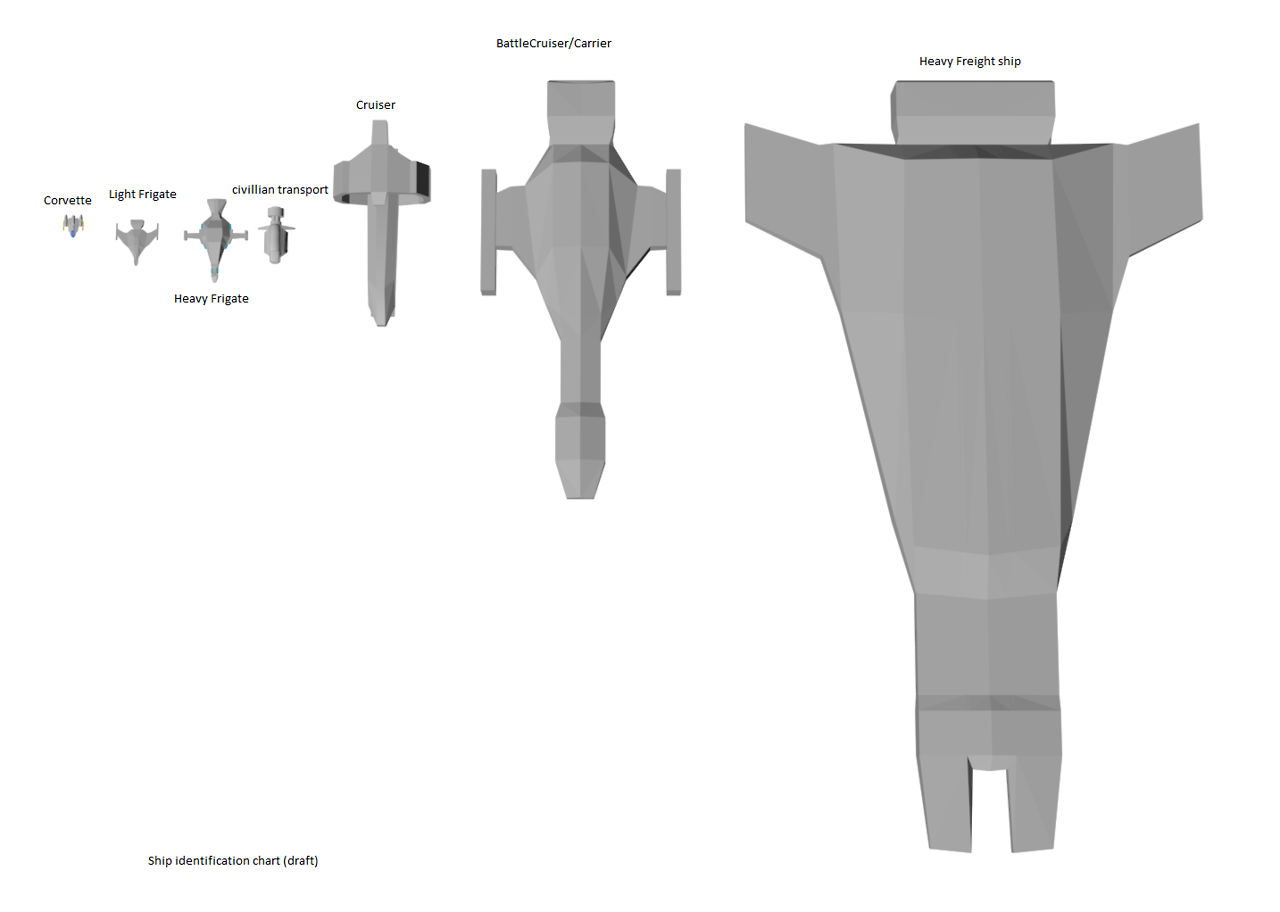 BattleCruiser/Carrier
Heavy Freight ship
Cruiser
civillian transport
Light Frigate
Corvette
Heavy Frigate
Ship identification chart (draft)